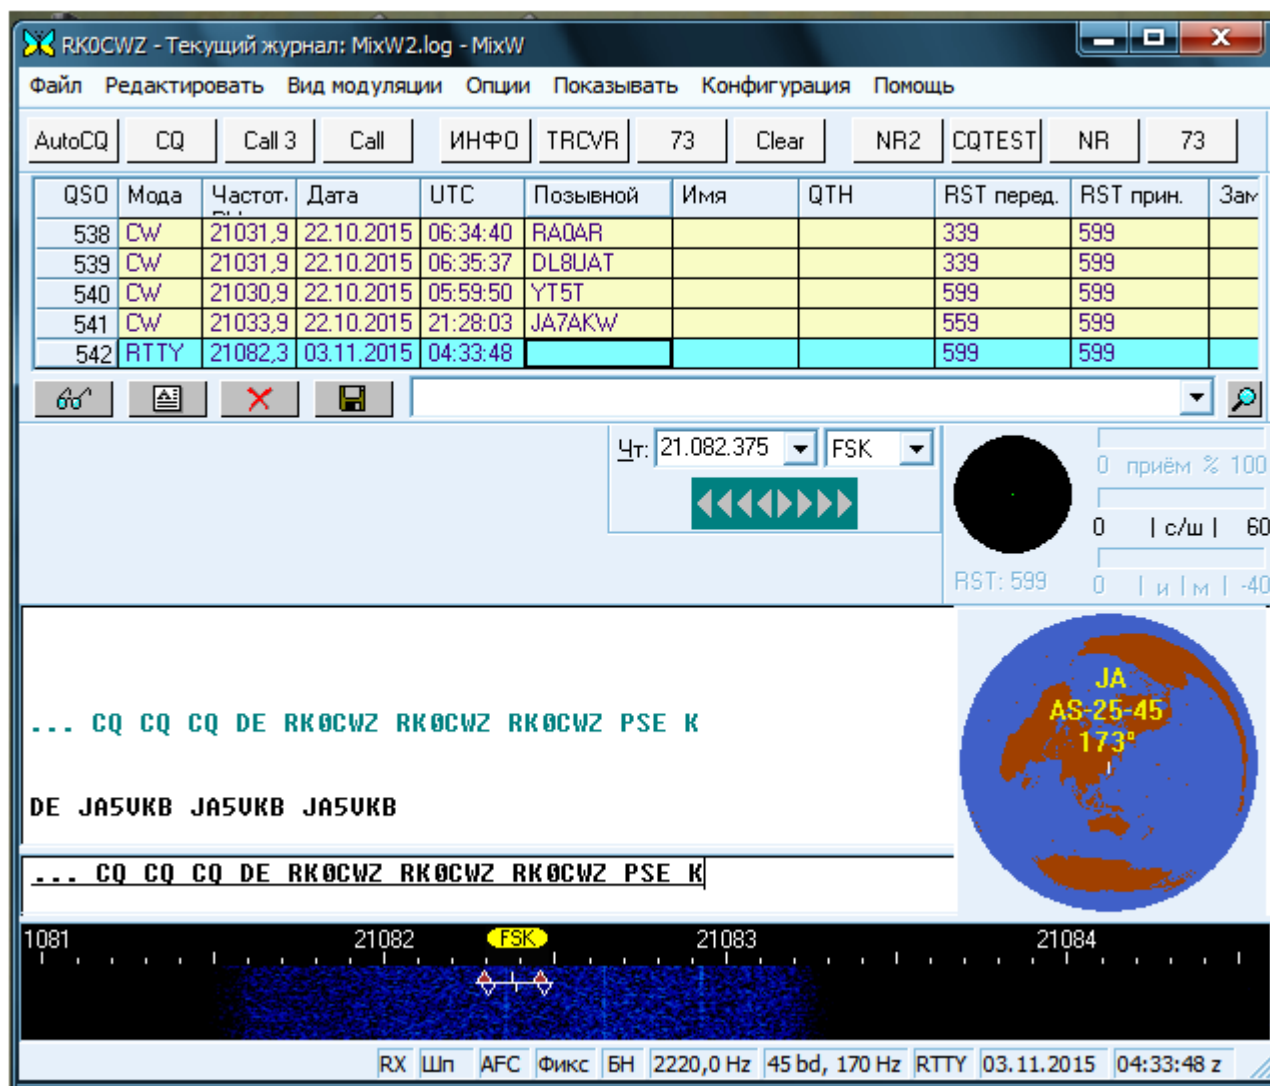 RK0CWZ - Текущий журнал: MixW2.log - MixW
Файл Редактировать Вид модуляции Опции Показывать Конфигурация Помощь
AutoCQ CQ Call 3 Call ИНФО TRCVR 73 Clear NR2 CQTEST NR 73
QSO Мода Частот. Дата UTC Позывной Имя QTH RST перед. RST прин. Зам
538 CW 21031,9 22.10.2015 06:34:40 RA0AR 339 599
539 CW 21031,9 22.10.2015 06:35:37 DL8UAT 339 599
540 CW 21030,9 22.10.2015 05:59:50 YT5T 599 599
541 CW 21033,9 22.10.2015 21:28:03 JA7AKW 559 599
542 RTTY 21082,3 03.11.2015 04:33:48 599 599
Чт: 21.082.375 FSK
0 приём % 100
0 | с/ш | 60
RST: 599 0 | и | м | -40
JA
AS-25-45
173°
... CQ CQ CQ DE RK0CWZ RK0CWZ RK0CWZ PSE K
DE JA5VKB JA5VKB JA5VKB
... CQ CQ CQ DE RK0CWZ RK0CWZ RK0CWZ PSE K
1081 21082 FSK 21083 21084
RX Шп AFC Фикс БН 2220,0 Hz 45 bd, 170 Hz RTTY 03.11.2015 04:33:48 z